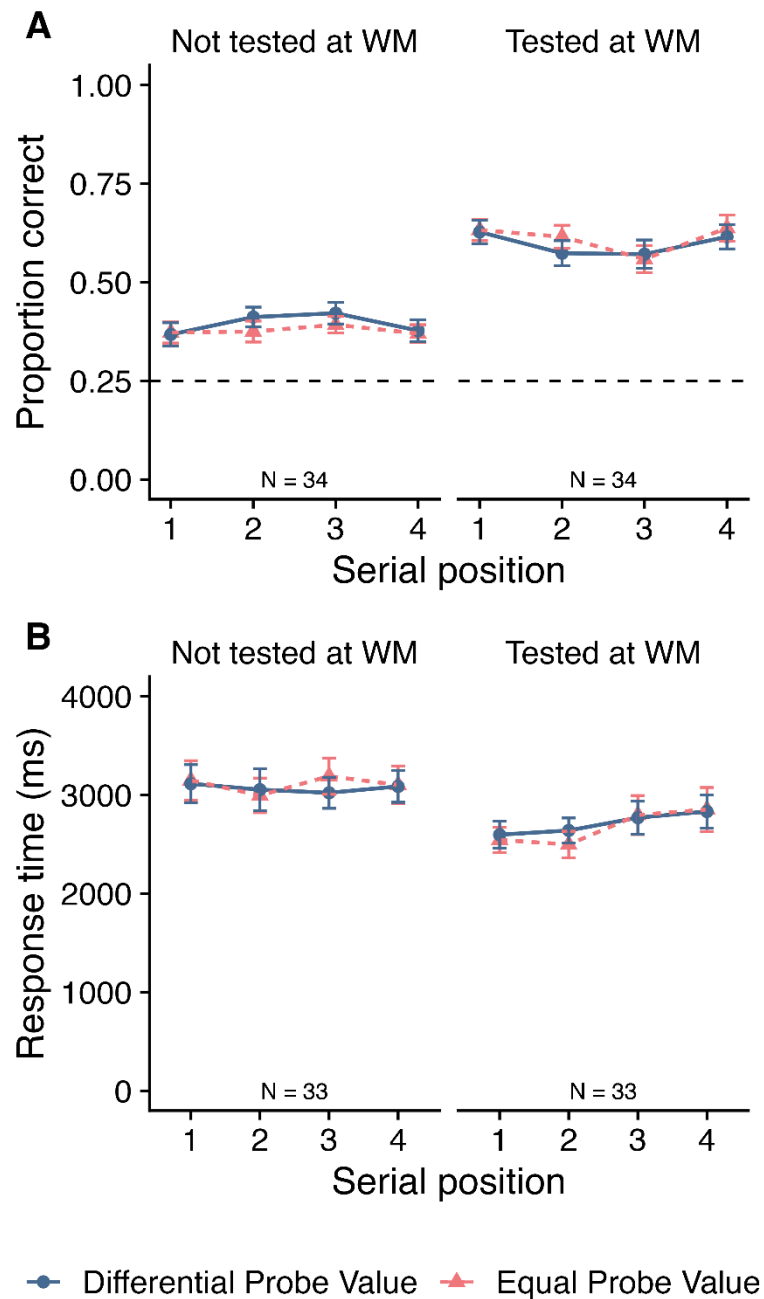 A
Not tested at WM
Tested at WM
Proportion correct
1.00
0.75
0.50
0.25
0.00
N = 34
N = 34
1 2 3 4
1 2 3 4
Serial position
B
Not tested at WM
Tested at WM
Response time (ms)
4000
3000
2000
1000
0
N = 33
N = 33
1 2 3 4
1 2 3 4
Serial position
Differential Probe Value
Equal Probe Value